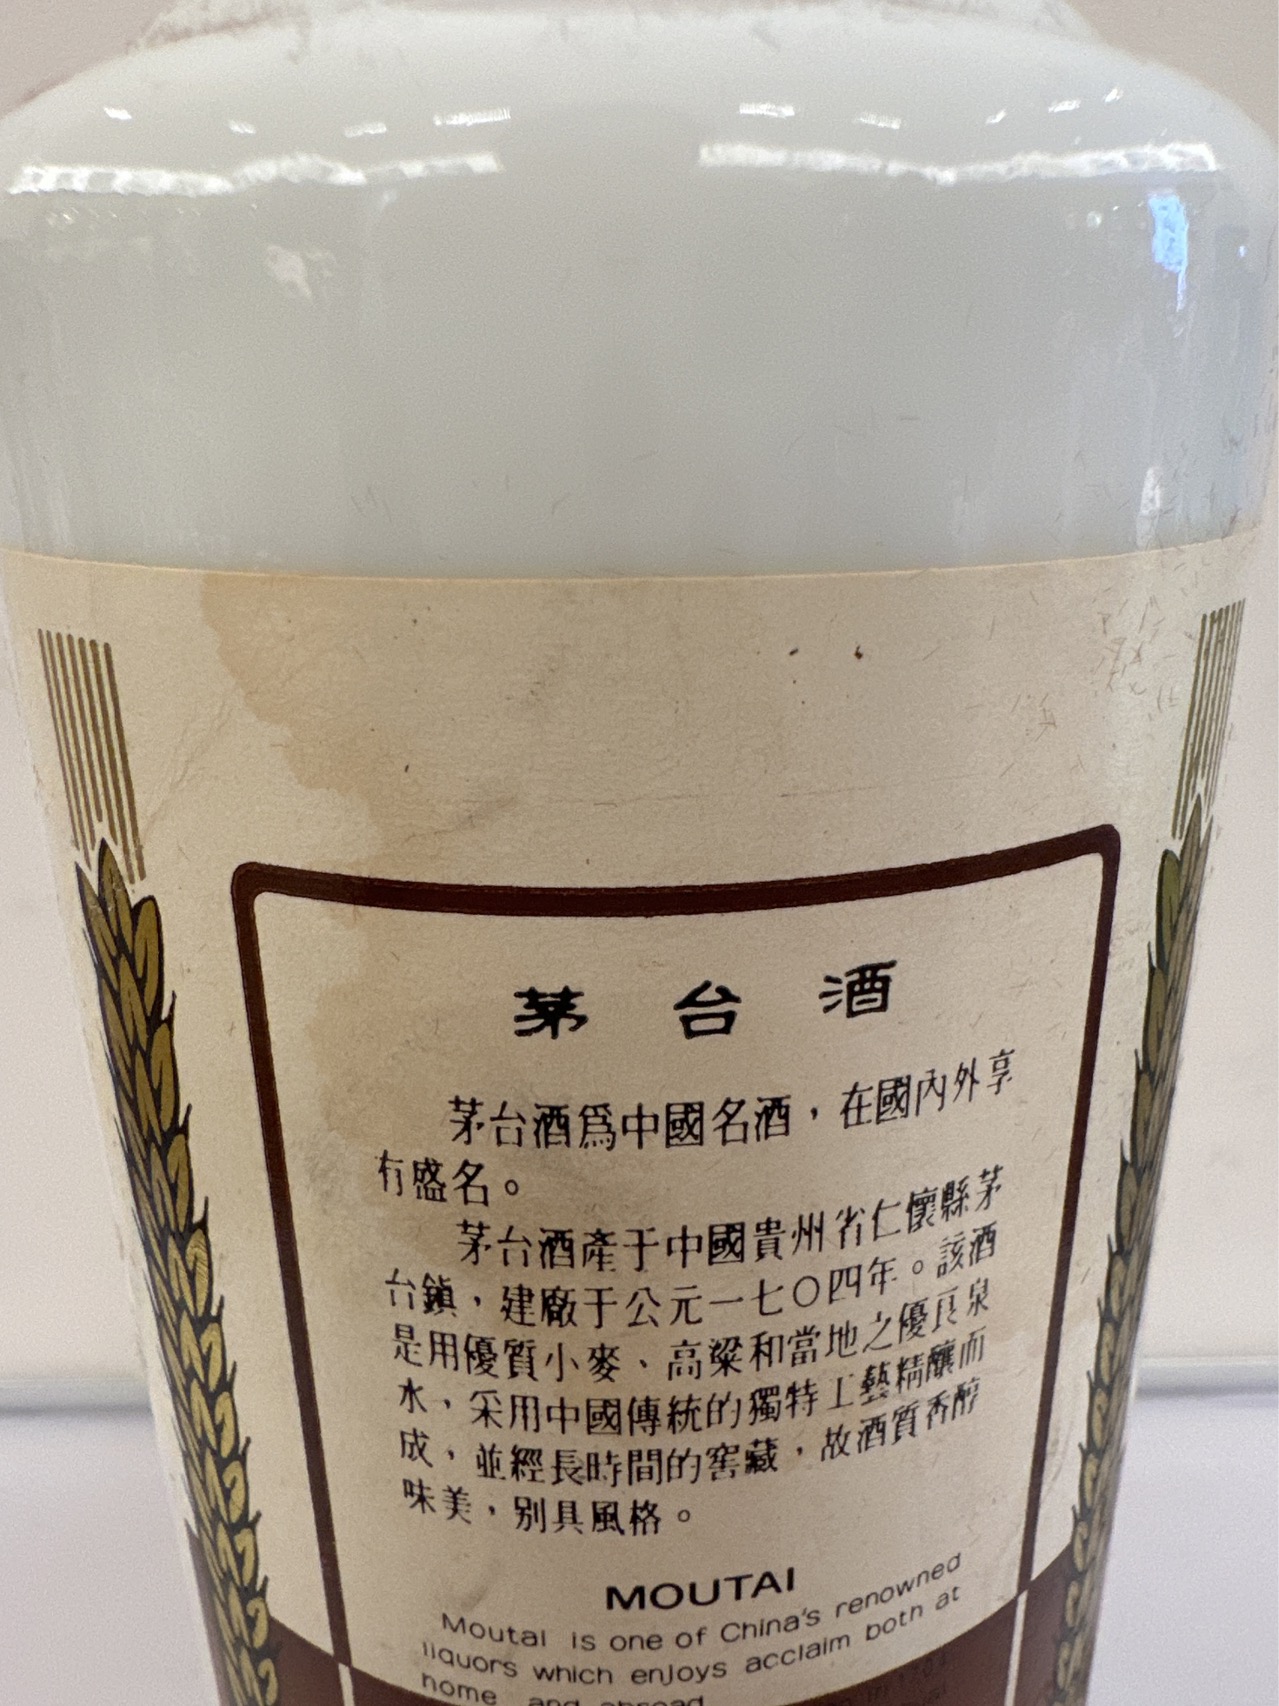 茅台酒
茅台酒爲中國名酒，在國內外享
有盛名。
茅台酒產于中國貴州省仁懷縣茅
台鎮，建廠于公元一七〇四年。該酒
是用優質小麥、高粱和當地之優良泉
水，采用中國傳統的獨特工藝精釀而
成，並經長時間的窖藏，故酒質香醇
味美，别具風格。
MOUTAI
Moutai is one of China's renowned
liquors which enjoys acclaim both at
home and abroad